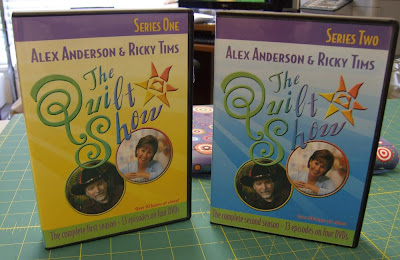 SERIES ONE
ALEX ANDERSON & RICKY TIMS
The
Quilt
Show
The complete first season - 13 episodes on four DVDs
SERIES TWO
ALEX ANDERSON & RICKY TIMS
The
Quilt
Show
The complete second season - 13 episodes on four DVDs